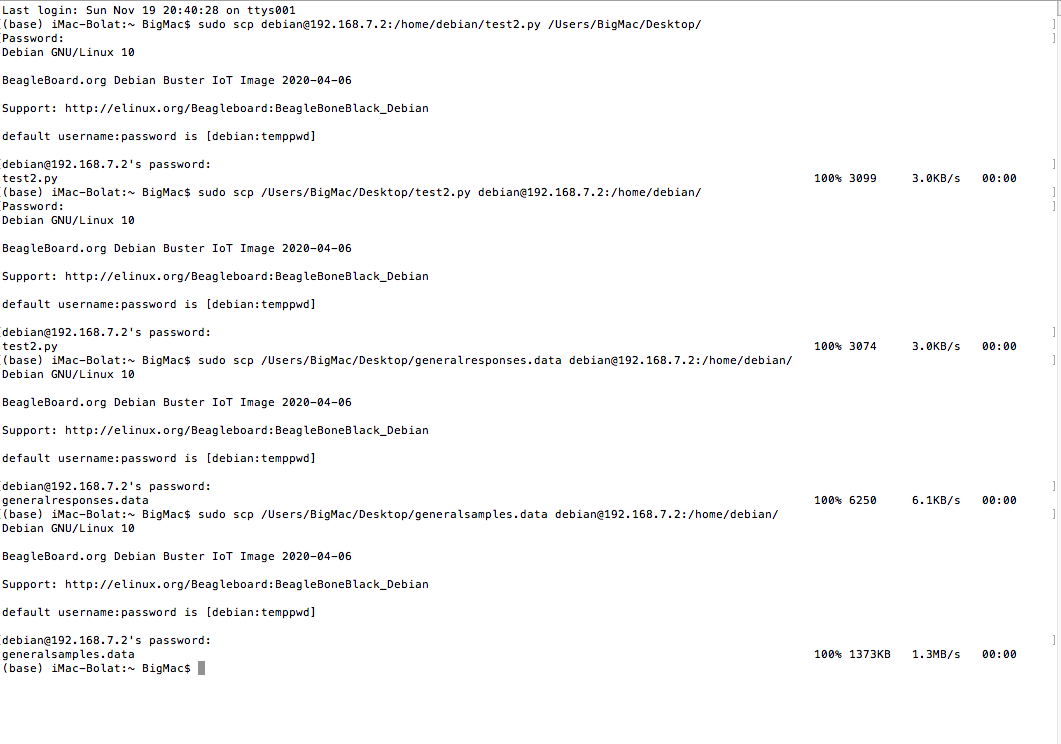 Last login: Sun Nov 19 20:40:28 on ttys001
(base) iMac-Bolat:~ BigMac$ sudo scp debian@192.168.7.2:/home/debian/test2.py /Users/BigMac/Desktop/ ]
[Password: ]
Debian GNU/Linux 10
BeagleBoard.org Debian Buster IoT Image 2020-04-06
Support: http://elinux.org/Beagleboard:BeagleBoneBlack_Debian
default username:password is [debian:temppwd]
[debian@192.168.7.2's password: ]
test2.py 100% 3099 3.0KB/s 00:00
[(base) iMac-Bolat:~ BigMac$ sudo scp /Users/BigMac/Desktop/test2.py debian@192.168.7.2:/home/debian/ ]
[Password: ]
Debian GNU/Linux 10
BeagleBoard.org Debian Buster IoT Image 2020-04-06
Support: http://elinux.org/Beagleboard:BeagleBoneBlack_Debian
default username:password is [debian:temppwd]
[debian@192.168.7.2's password: ]
test2.py 100% 3074 3.0KB/s 00:00
[(base) iMac-Bolat:~ BigMac$ sudo scp /Users/BigMac/Desktop/generalresponses.data debian@192.168.7.2:/home/debian/ ]
Debian GNU/Linux 10
BeagleBoard.org Debian Buster IoT Image 2020-04-06
Support: http://elinux.org/Beagleboard:BeagleBoneBlack_Debian
default username:password is [debian:temppwd]
[debian@192.168.7.2's password: ]
generalresponses.data 100% 6250 6.1KB/s 00:00
[(base) iMac-Bolat:~ BigMac$ sudo scp /Users/BigMac/Desktop/generalsamples.data debian@192.168.7.2:/home/debian/ ]
Debian GNU/Linux 10
BeagleBoard.org Debian Buster IoT Image 2020-04-06
Support: http://elinux.org/Beagleboard:BeagleBoneBlack_Debian
default username:password is [debian:temppwd]
[debian@192.168.7.2's password: ]
generalsamples.data 100% 1373KB 1.3MB/s 00:00
(base) iMac-Bolat:~ BigMac$